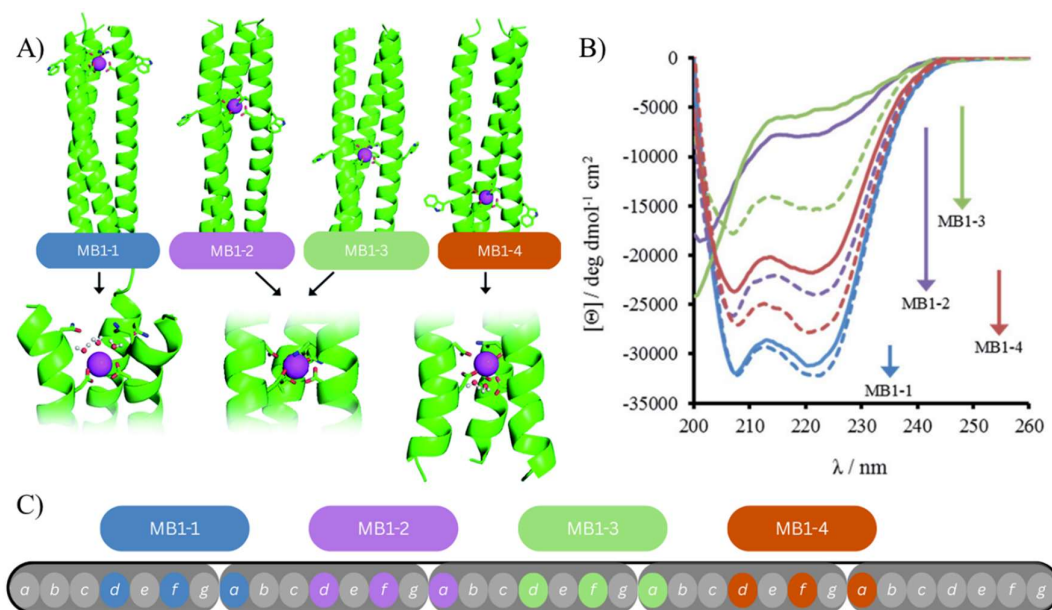 A)
MB1-1
MB1-2
MB1-3
MB1-4
B)
0
-5000
-10000
-15000
-20000
-25000
-30000
-35000
[Θ] / deg dmol⁻¹ cm²
200 210 220 230 240 250 260
λ / nm
MB1-3
MB1-2
MB1-4
MB1-1
C)
MB1-1 MB1-2 MB1-3 MB1-4
a b c d e f g a b c d e f g a b c d e f g a b c d e f g a b c d e f g